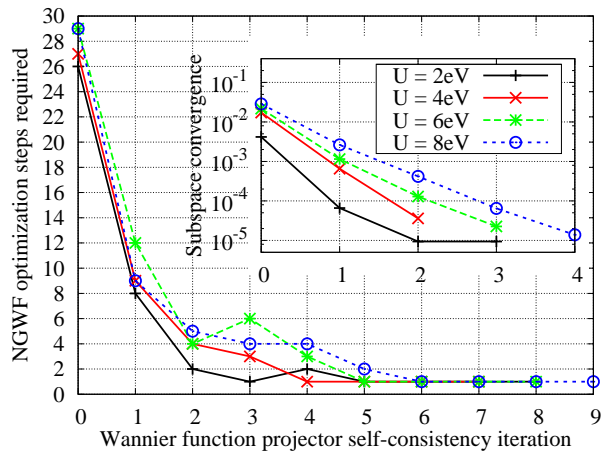 NGWF optimization steps required
30
28
26
24
22
20
18
16
14
12
10
8
6
4
2
0
0 1 2 3 4 5 6 7 8 9
Wannier function projector self-consistency iteration
Subspace convergence
10-1
10-2
10-3
10-4
10-5
0 1 2 3 4
U = 2eV
U = 4eV
U = 6eV
U = 8eV